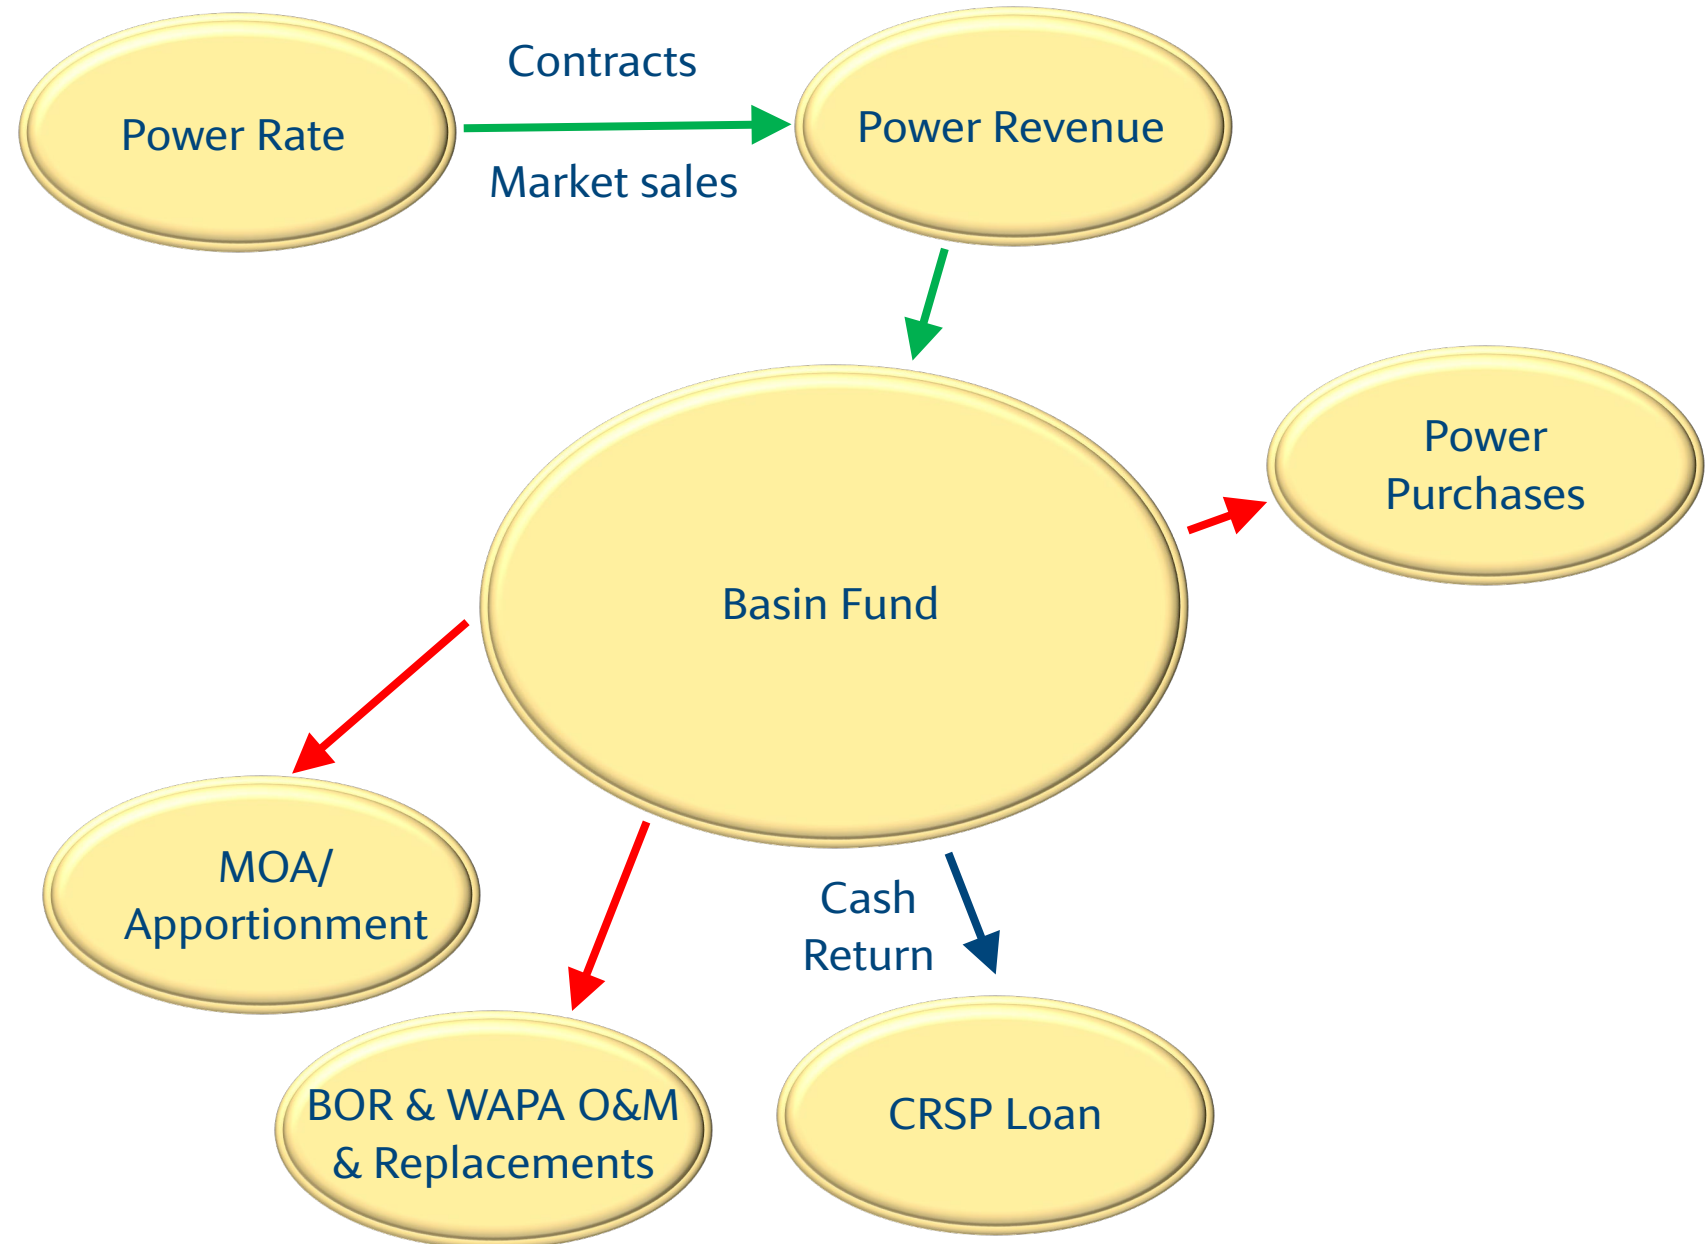 Contracts
Power Rate
Power Revenue
Market sales
Power
Purchases
Basin Fund
MOA/
Apportionment
Cash
Return
BOR & WAPA O&M
& Replacements
CRSP Loan